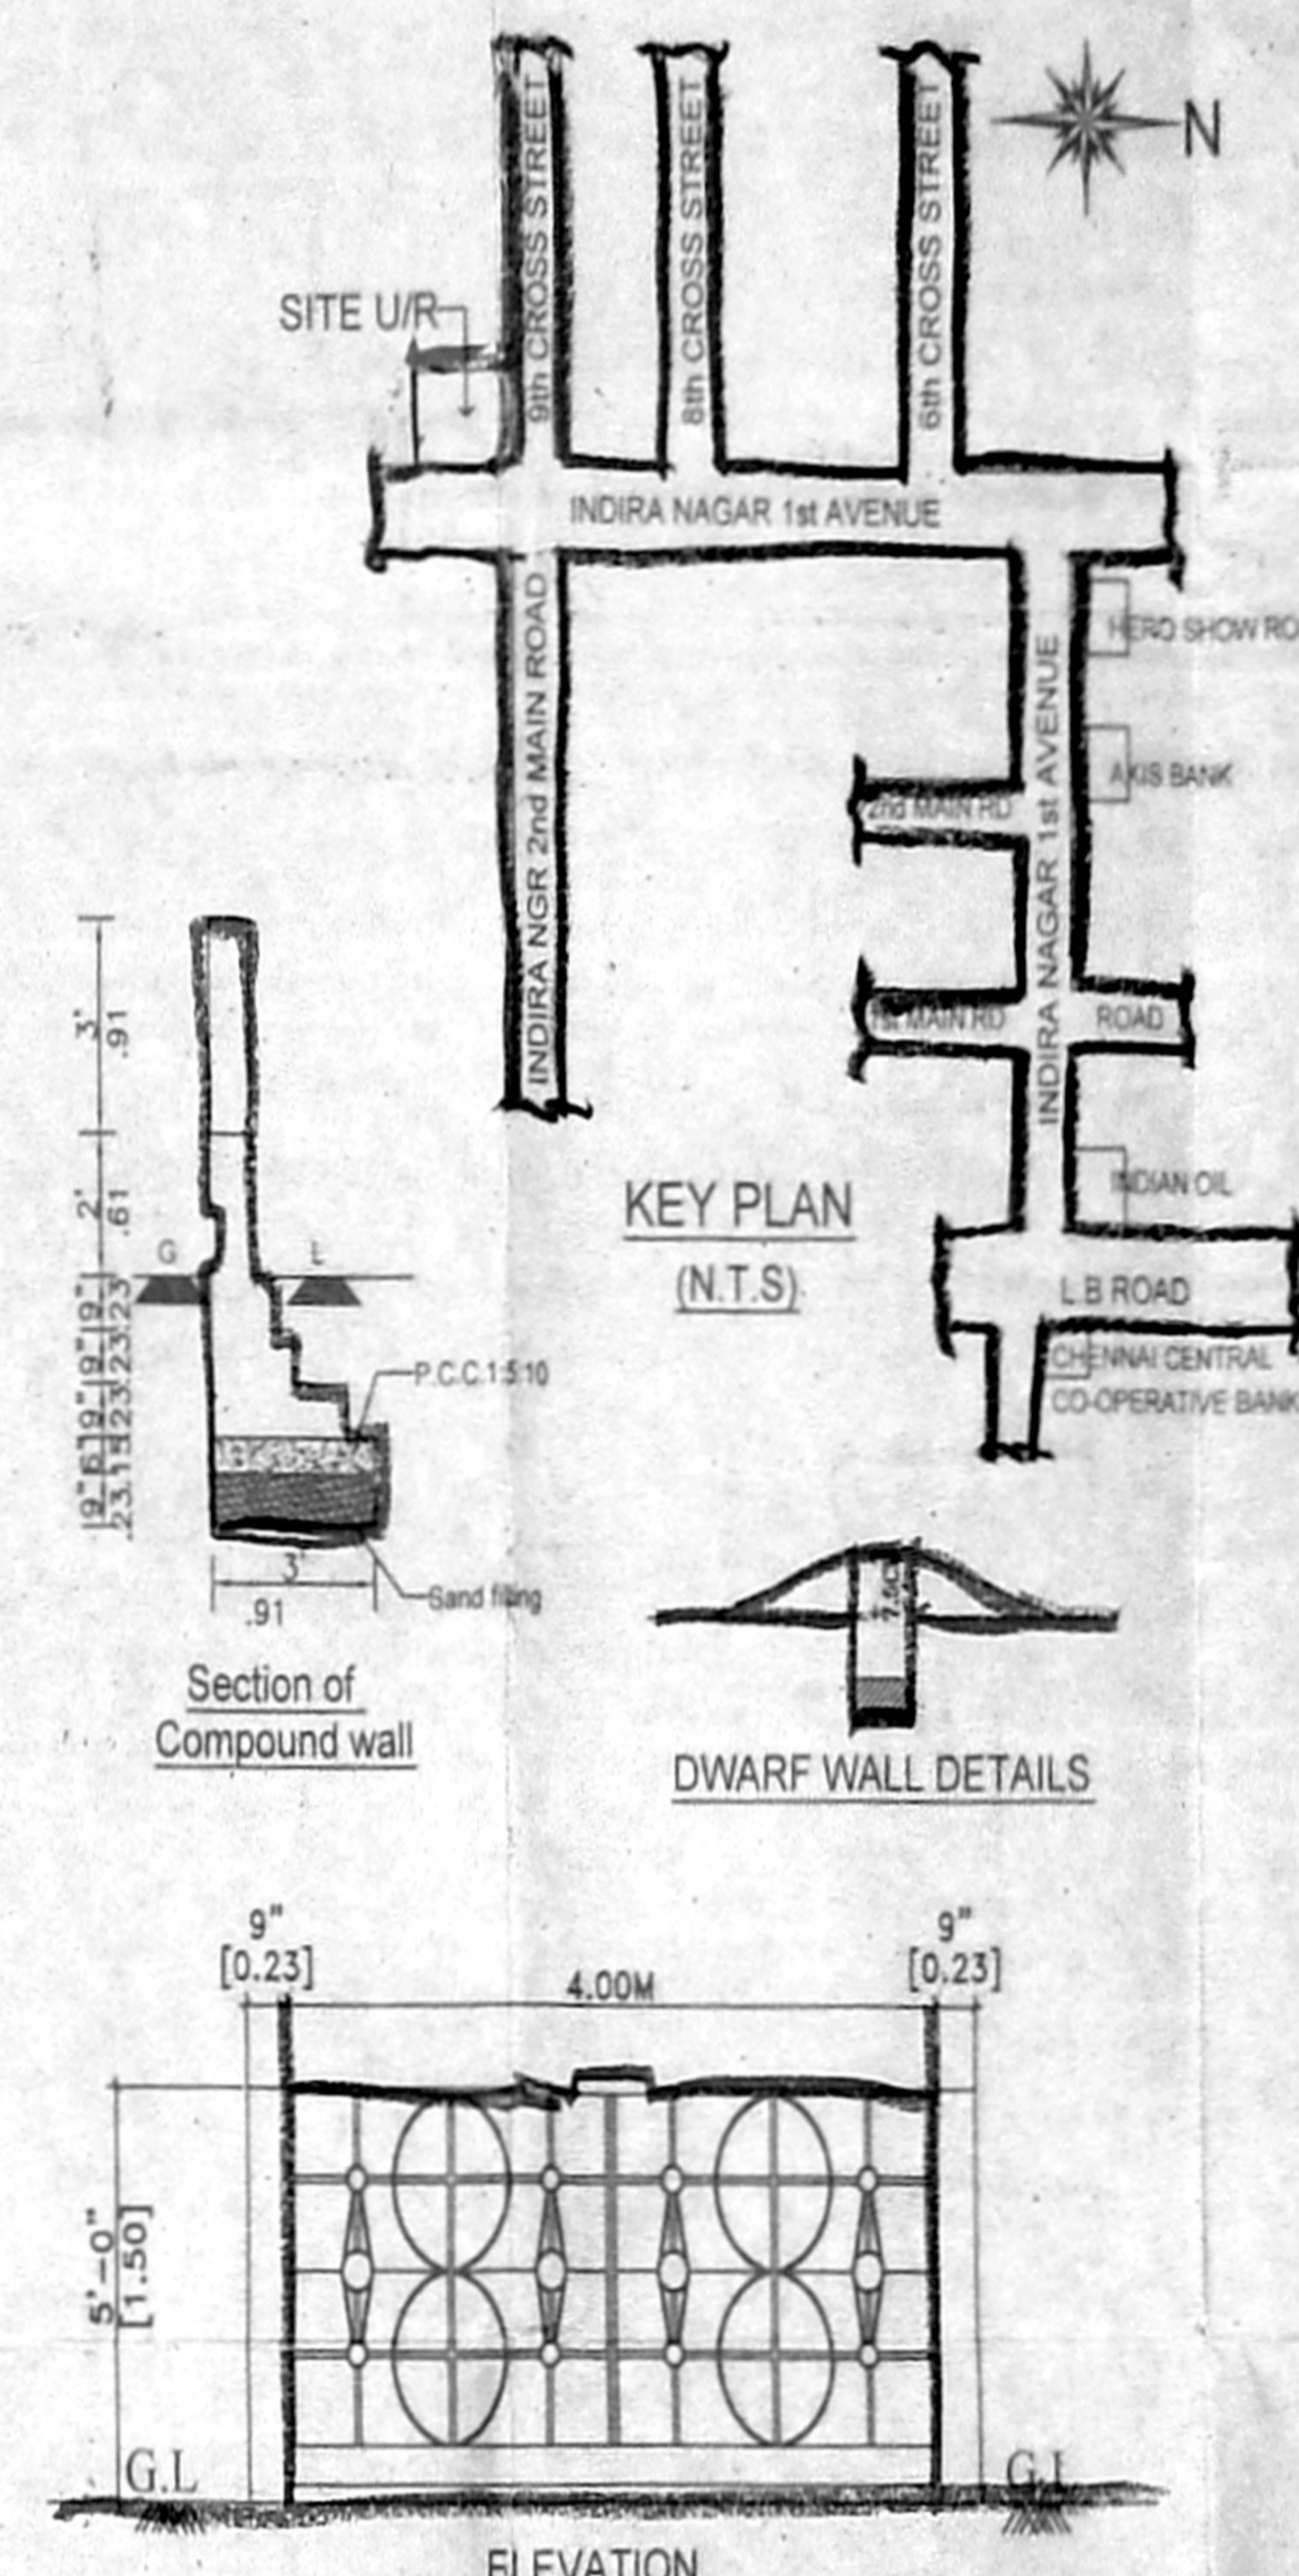 N
9th CROSS STREET
8th CROSS STREET
6th CROSS STREET
SITE U/R
INDIRA NAGAR 1st AVENUE
INDIRA NGR 2nd MAIN ROAD
INDIRA NAGAR 1st AVENUE
HERO SHOW RO
AXIS BANK
2nd MAIN RD
1st MAIN RD
ROAD
INDIAN OIL
L B ROAD
CHENNAI CENTRAL
CO-OPERATIVE BANK
KEY PLAN
(N.T.S)
3'
.91
2'
.61
G
L
9" 6" 9" 9" 9"
.23 .15 .23 .23 .23
P.C.C.1:5:10
3'
.91
Sand filling
Section of
Compound wall
DWARF WALL DETAILS
9"
[0.23]
4.00M
9"
[0.23]
5'-0"
[1.50]
G.L
G.L
ELEVATION